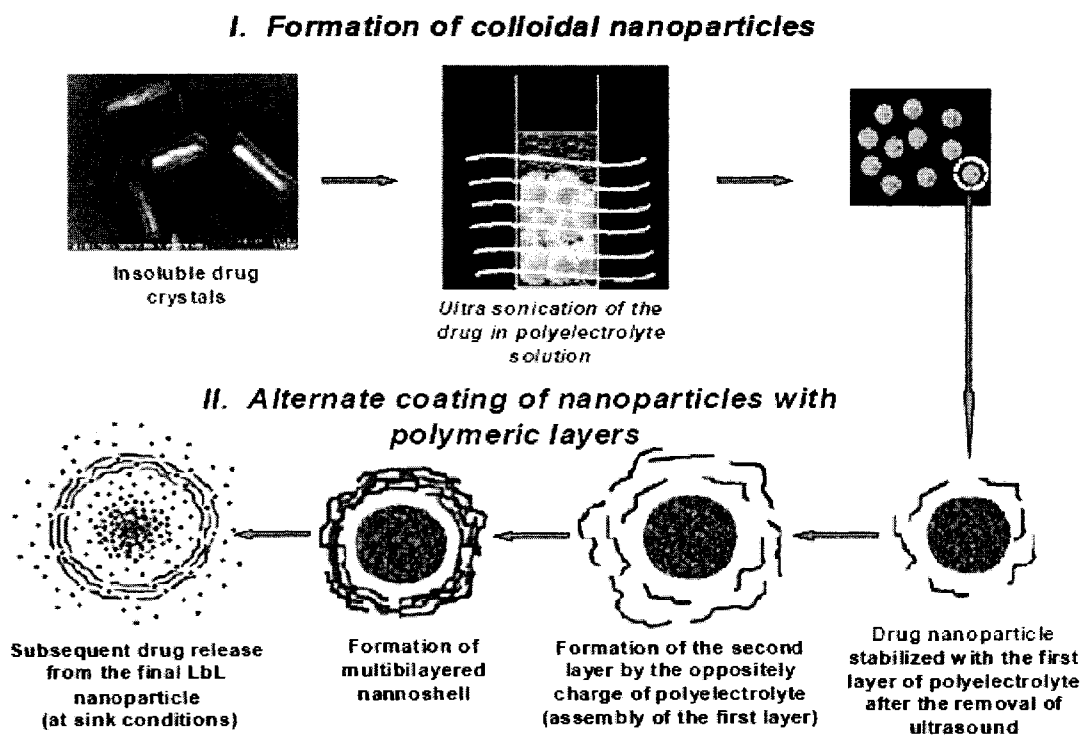 I. Formation of colloidal nanoparticles
Insoluble drug
crystals
Ultra sonication of the
drug in polyelectrolyte
solution
II. Alternate coating of nanoparticles with
polymeric layers
Subsequent drug release
from the final LbL
nanoparticle
(at sink conditions)
Formation of
multibilayered
nannoshell
Formation of the second
layer by the oppositely
charge of polyelectrolyte
(assembly of the first layer)
Drug nanoparticle
stabilized with the first
layer of polyelectrolyte
after the removal of
ultrasound